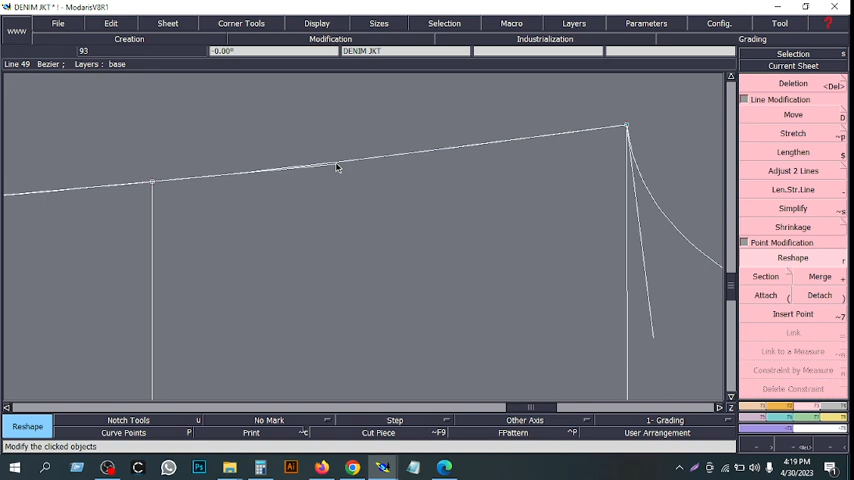 DENIM JKT * ! - ModarisV8R1
WWW
File Edit Sheet Corner Tools Display Sizes Selection Macro Layers Parameters Config. Tool ?
Creation Modification Industrialization Grading
93 -0.00º DENIM JKT
Line 49 Bezier ; Layers : base
Selection s
Current Sheet
Deletion <Del>
Line Modification
Move D
Stretch ~p
Lengthen s
Adjust 2 Lines
Len.Str.Line -
Simplify ~s
Shrinkage
Point Modification
Reshape r
Section Merge +
Attach ( Detach )
Insert Point ~7
Link
Link to a Measure
Constraint by Measure
Delete Constraint
Z
Reshape
Notch Tools u No Mark Step Other Axis 1- Grading
Curve Points P Print ~c Cut Piece ~F9 FPattern ^P User Arrangement
Modify the clicked objects
4:19 PM
4/30/2023